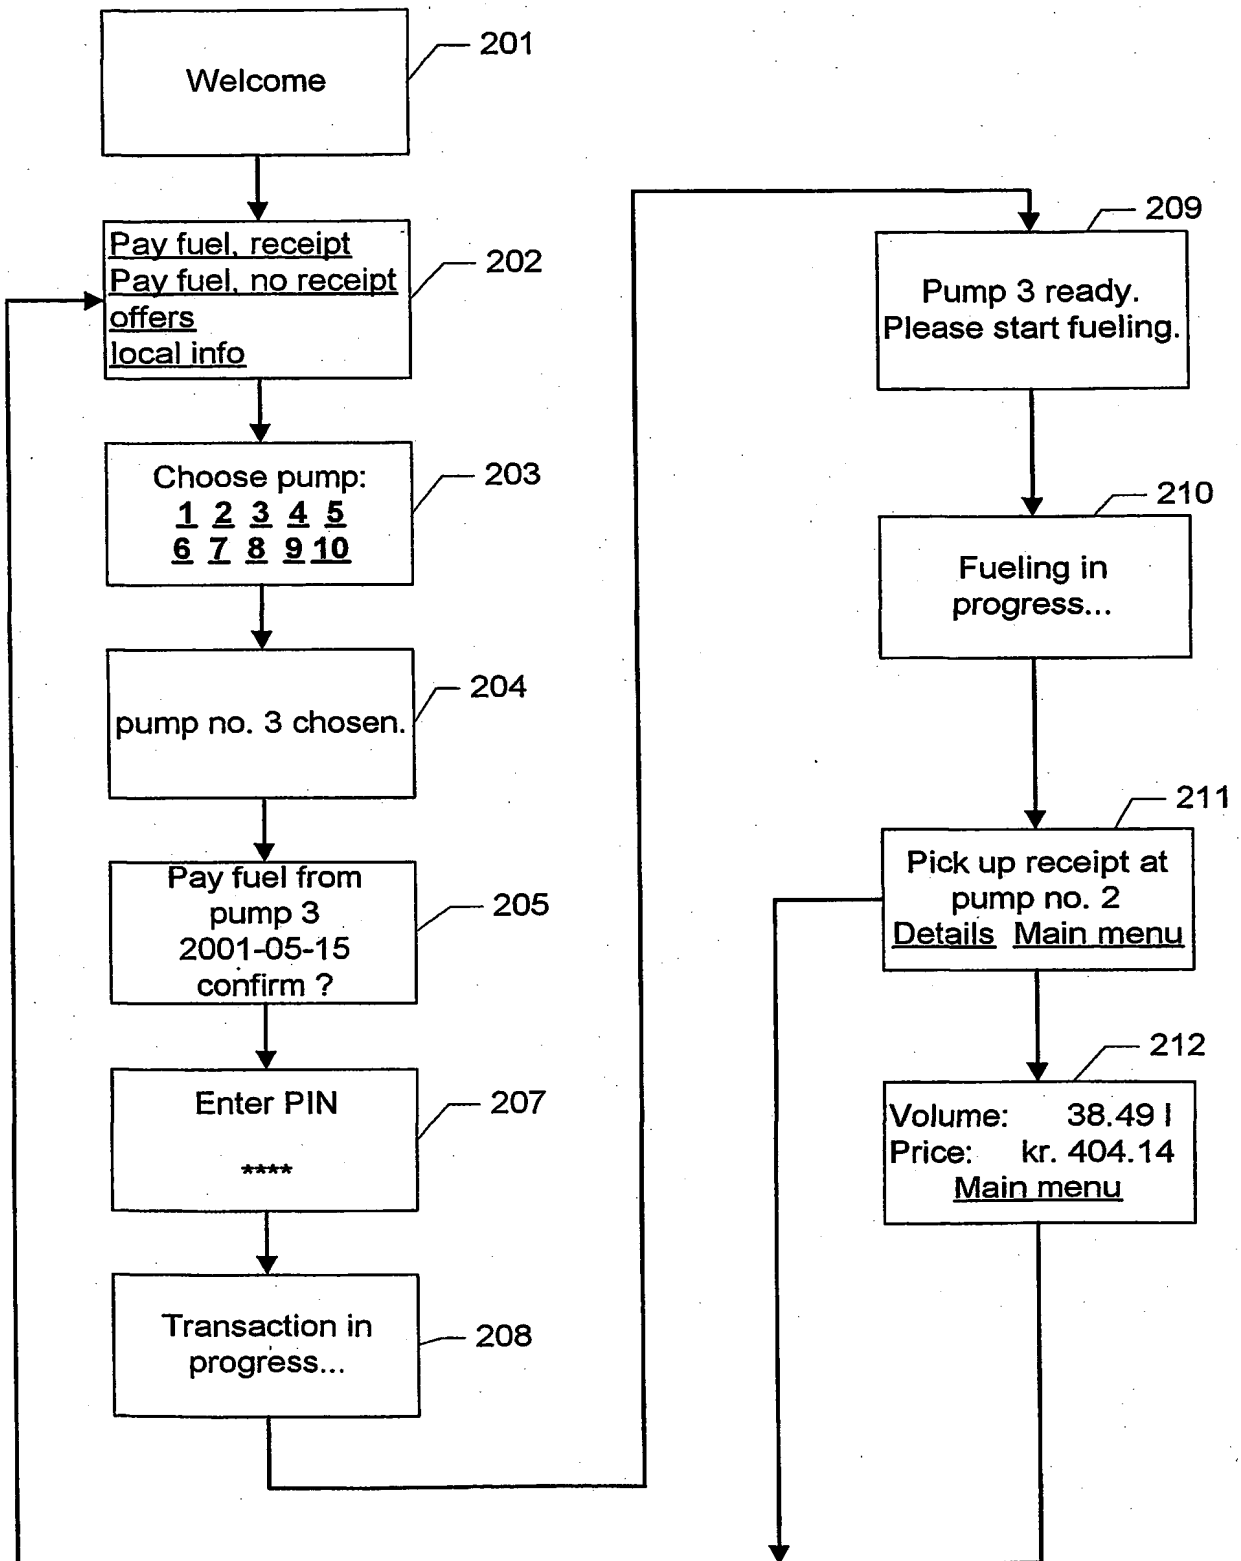 Welcome
201
Pay fuel, receipt
Pay fuel, no receipt
offers
local info
202
Choose pump:
1 2 3 4 5
6 7 8 9 10
203
pump no. 3 chosen.
204
Pay fuel from
pump 3
2001-05-15
confirm ?
205
Enter PIN
****
207
Transaction in
progress...
208
209
Pump 3 ready.
Please start fueling.
210
Fueling in
progress...
211
Pick up receipt at
pump no. 2
Details Main menu
212
Volume: 38.49 l
Price: kr. 404.14
Main menu